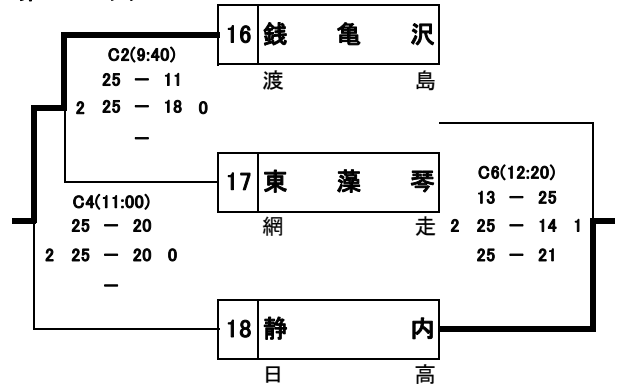 16 銭亀沢
C2(9:40)
25 － 11
2 25 － 18 0
－
渡島
17 東藻琴
C6(12:20)
13 － 25
2 25 － 14 1
25 － 21
C4(11:00)
25 － 20
2 25 － 20 0
－
網走
18 静内
日高